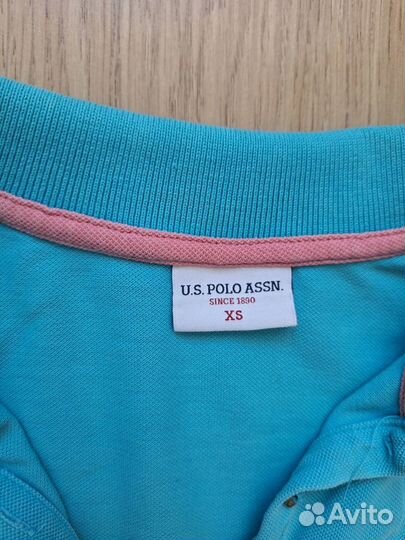 U.S. POLO ASSN.
SINCE 1890
XS
Avito